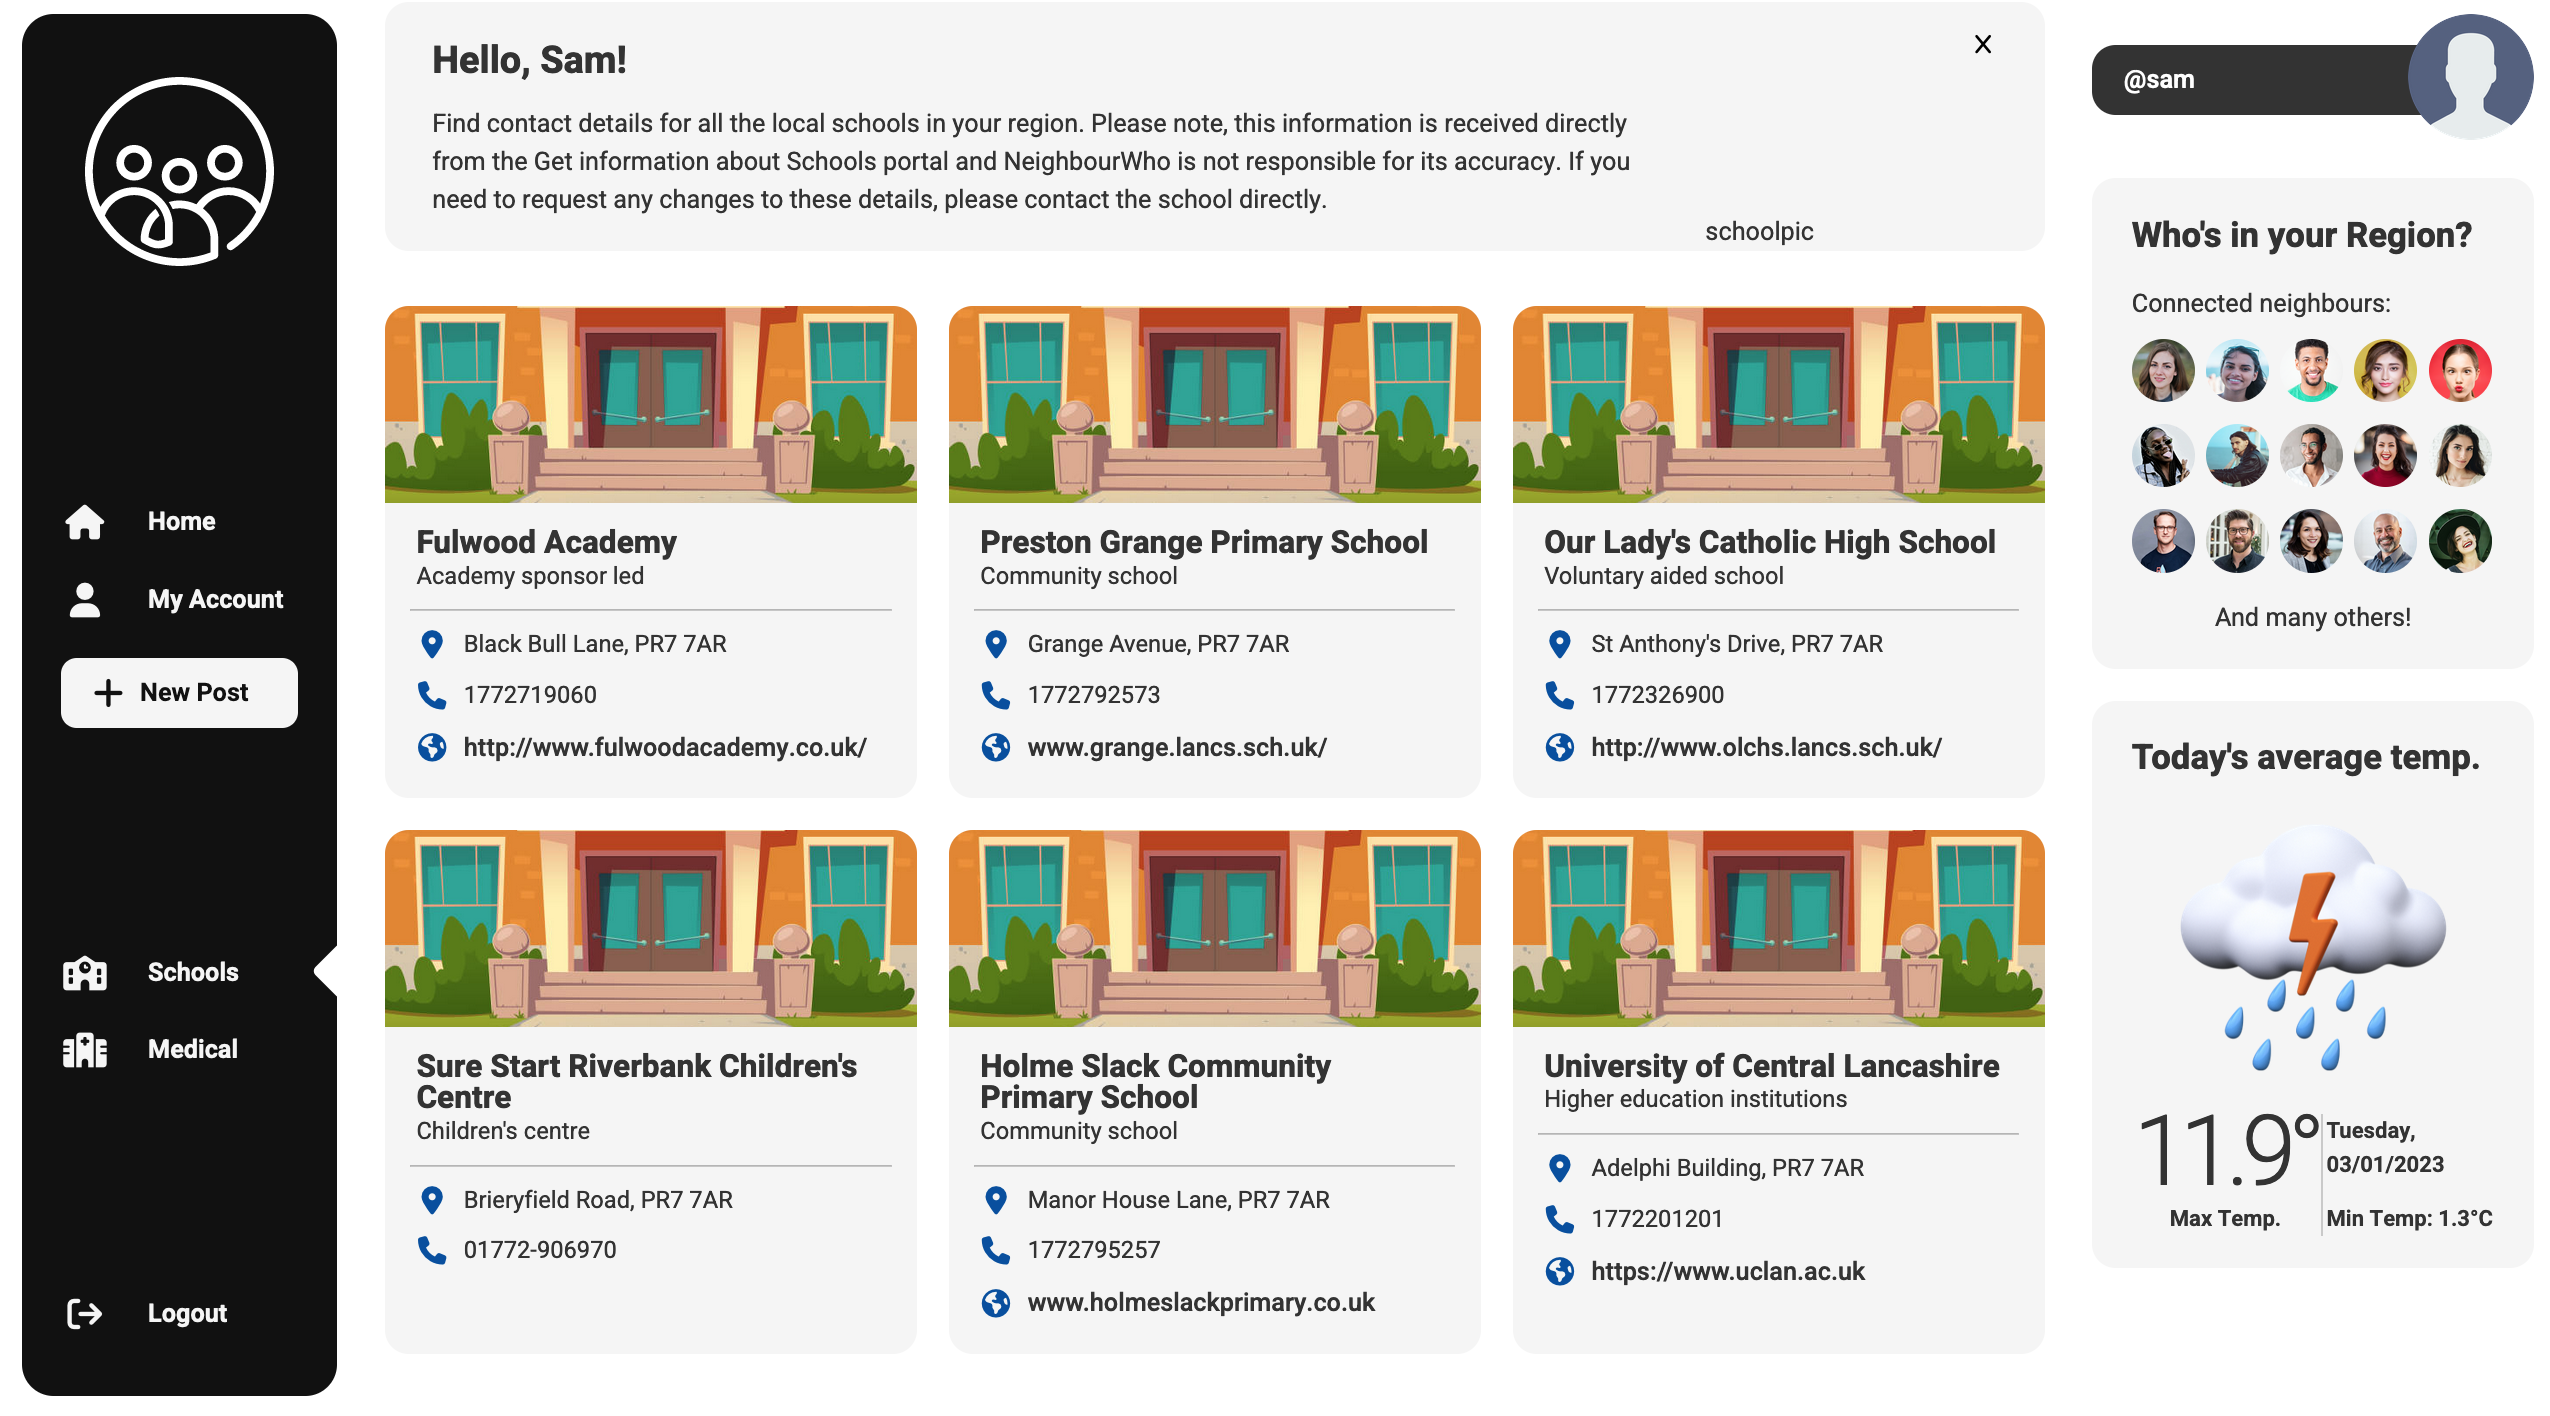 Home
My Account
New Post
Schools
Medical
Logout
Hello, Sam!
X
Find contact details for all the local schools in your region. Please note, this information is received directly
from the Get information about Schools portal and NeighbourWho is not responsible for its accuracy. If you
need to request any changes to these details, please contact the school directly.
schoolpic
Fulwood Academy
Academy sponsor led
Black Bull Lane, PR7 7AR
1772719060
http://www.fulwoodacademy.co.uk/
Preston Grange Primary School
Community school
Grange Avenue, PR7 7AR
1772792573
www.grange.lancs.sch.uk/
Our Lady's Catholic High School
Voluntary aided school
St Anthony's Drive, PR7 7AR
1772326900
http://www.olchs.lancs.sch.uk/
Sure Start Riverbank Children's
Centre
Children's centre
Brieryfield Road, PR7 7AR
01772-906970
Holme Slack Community
Primary School
Community school
Manor House Lane, PR7 7AR
1772795257
www.holmeslackprimary.co.uk
University of Central Lancashire
Higher education institutions
Adelphi Building, PR7 7AR
1772201201
https://www.uclan.ac.uk
@sam
Who's in your Region?
Connected neighbours:
And many others!
Today's average temp.
11.9°
Max Temp.
Tuesday,
03/01/2023
Min Temp: 1.3°C